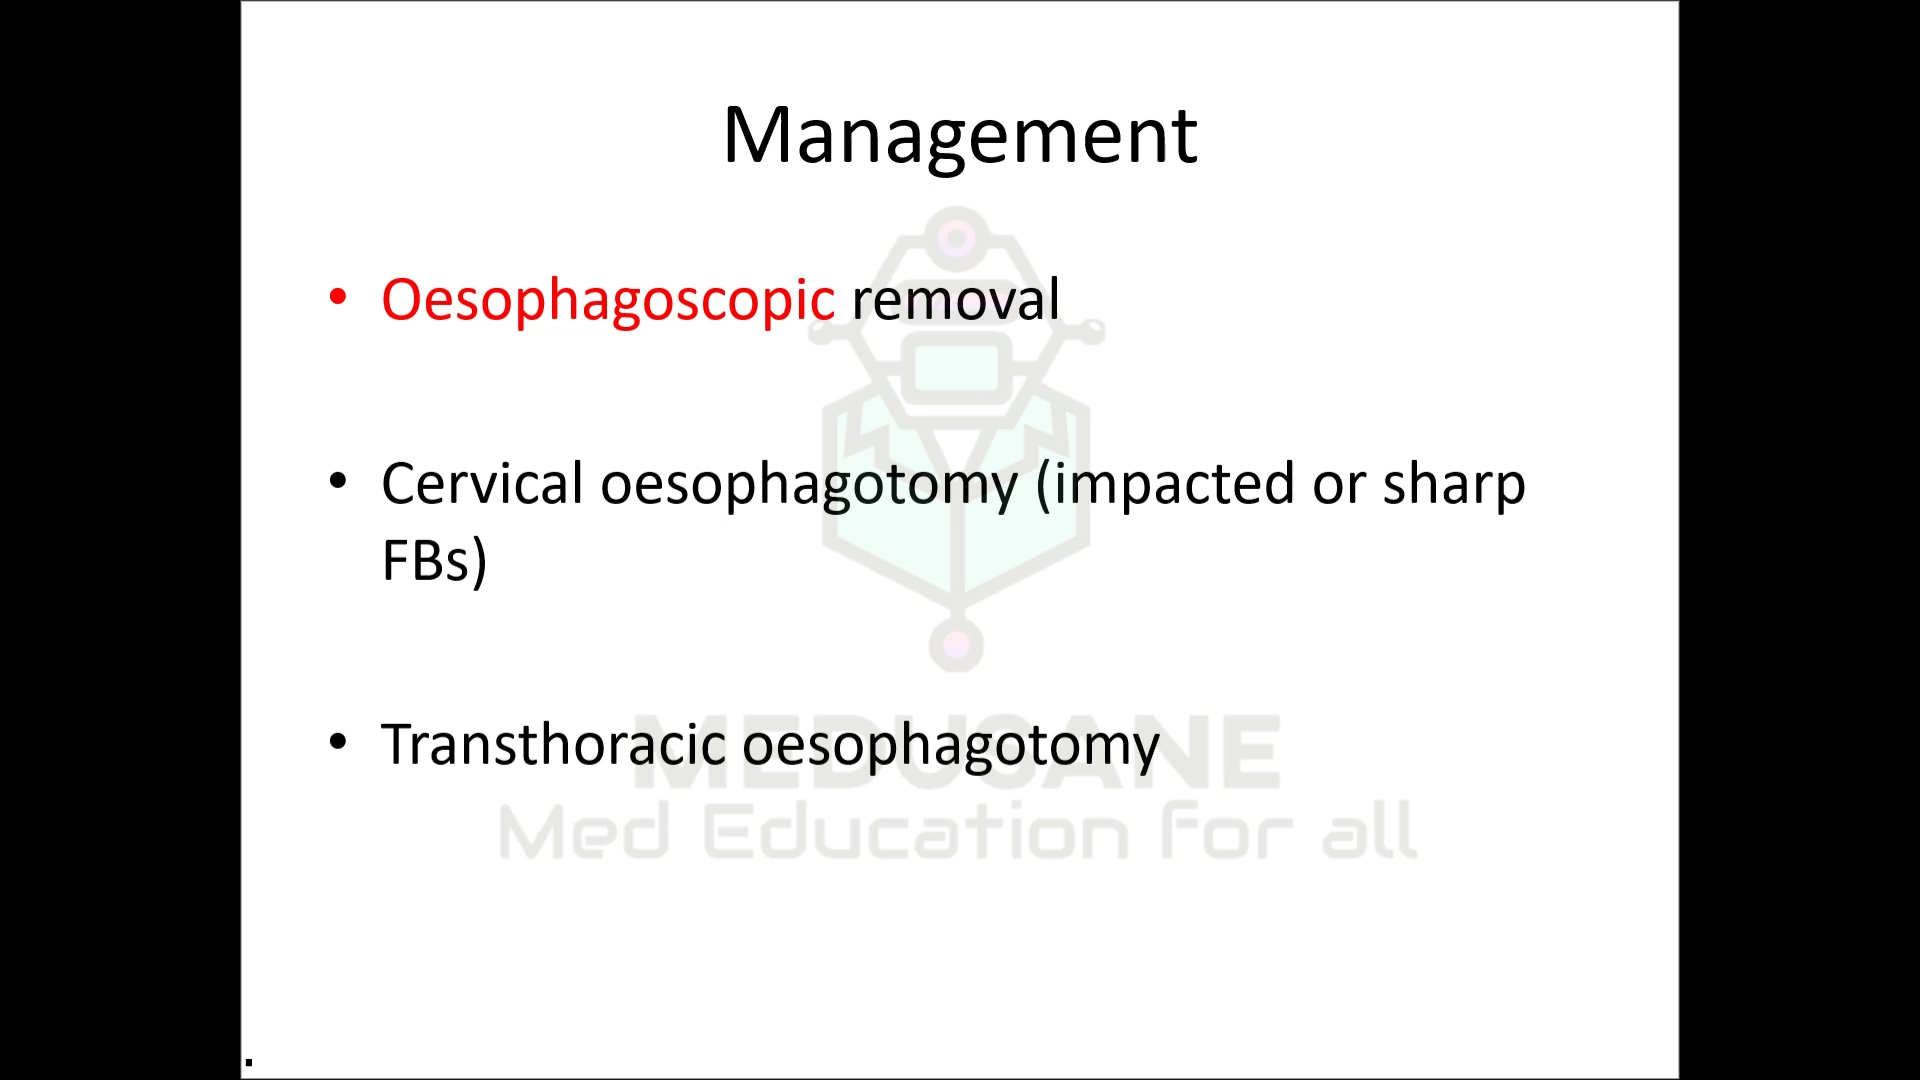 Management
• Oesophagoscopic removal
• Cervical oesophagotomy (impacted or sharp
FBs)
• Transthoracic oesophagotomy
MEDUSANE
Med Education for all
.